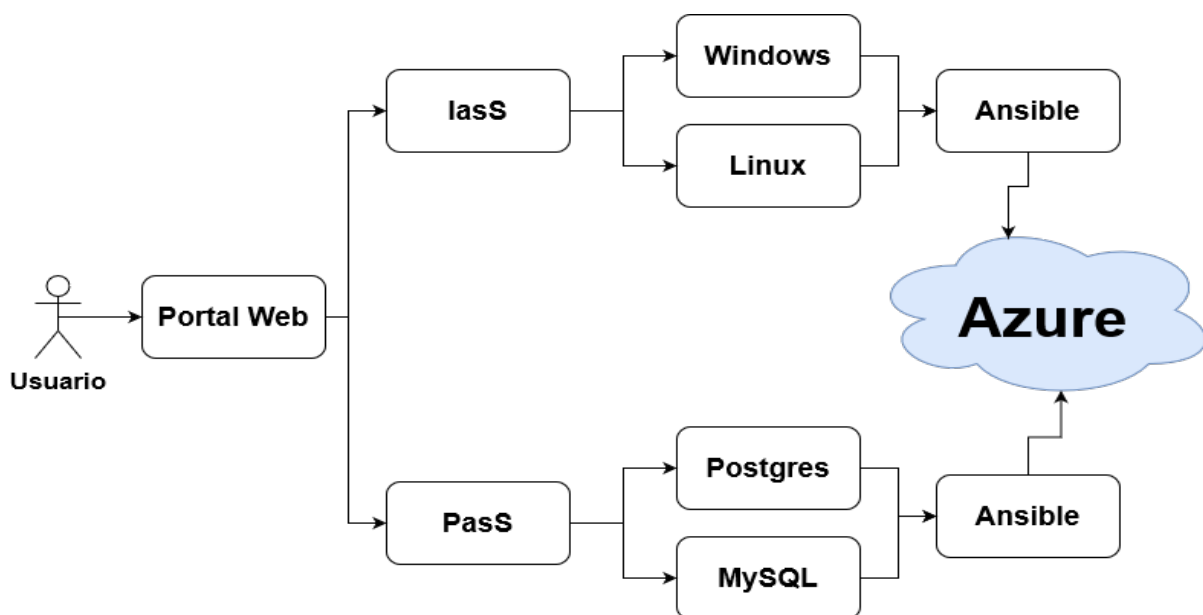 Windows
IasS
Ansible
Linux
Azure
Portal Web
Usuario
Postgres
PasS
Ansible
MySQL